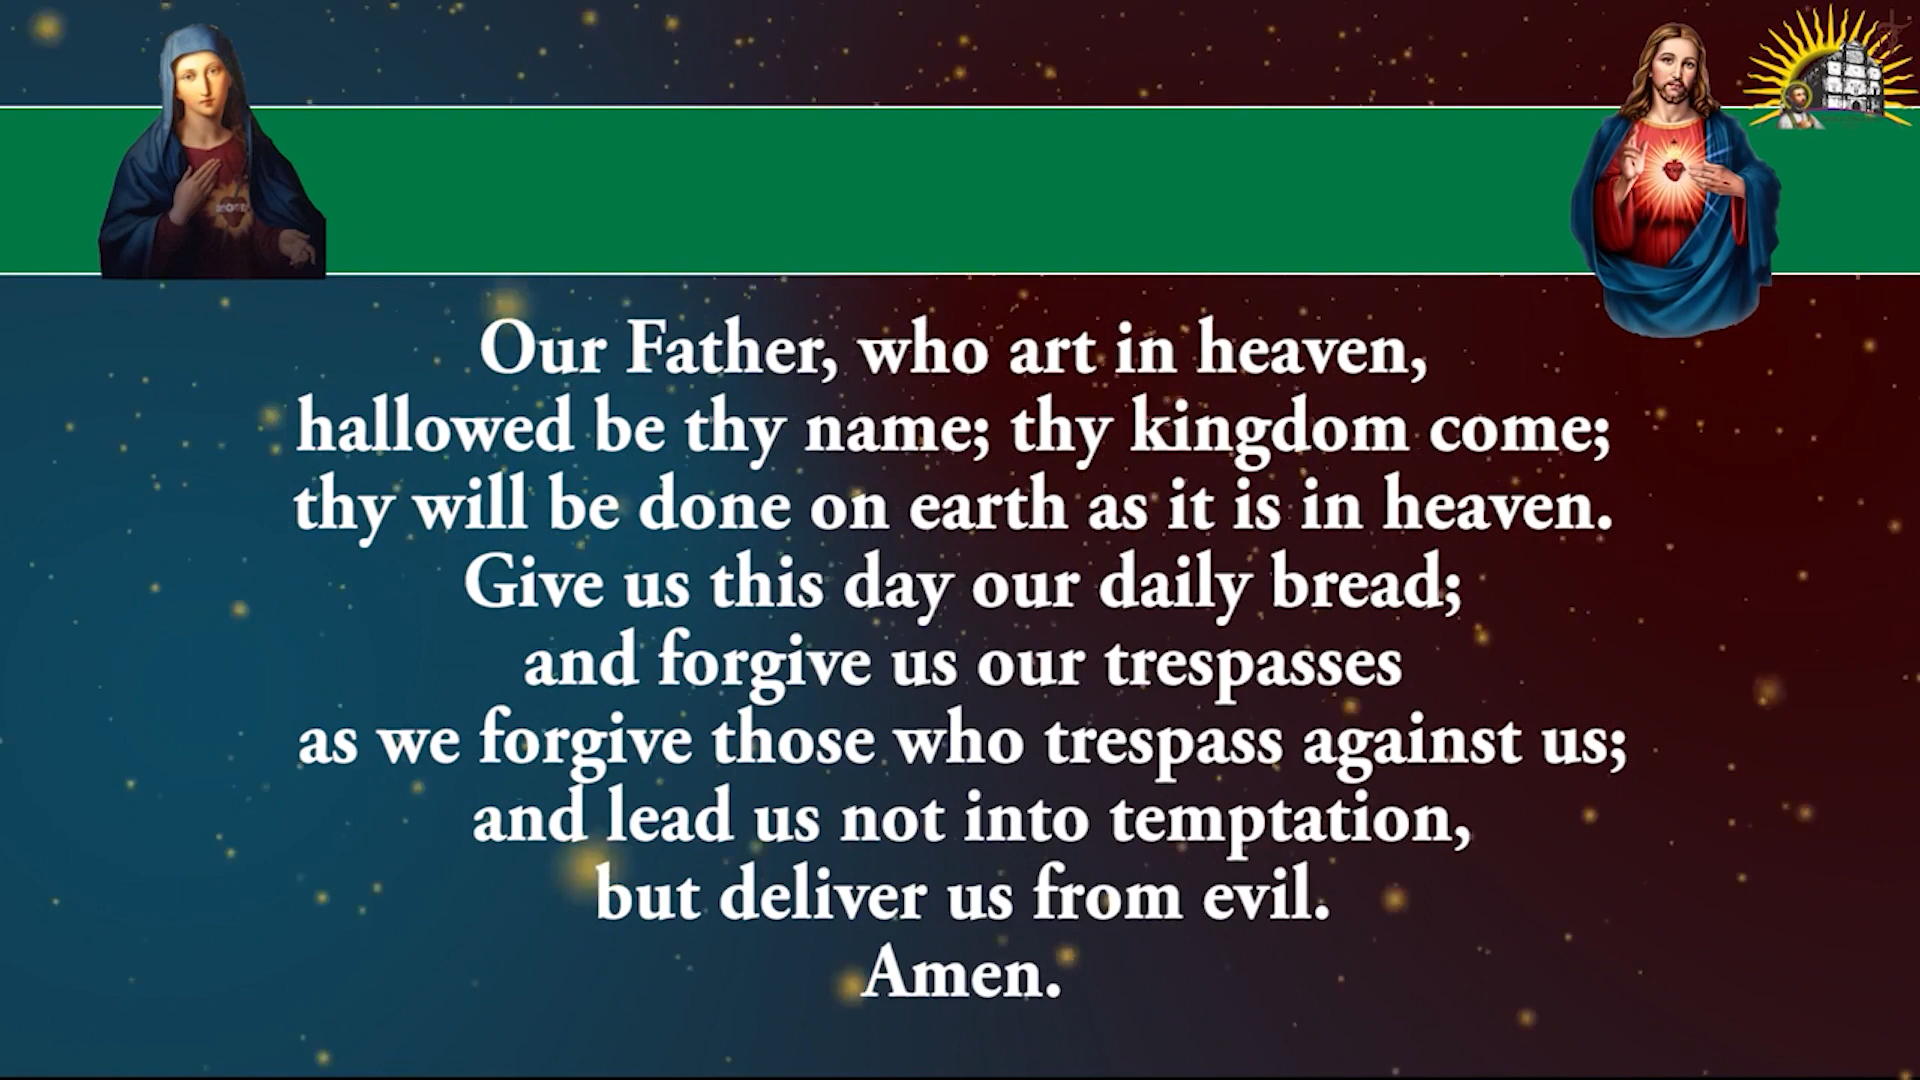 Our Father, who art in heaven,
hallowed be thy name; thy kingdom come;
thy will be done on earth as it is in heaven.
Give us this day our daily bread;
and forgive us our trespasses
as we forgive those who trespass against us;
and lead us not into temptation,
but deliver us from evil.
Amen.